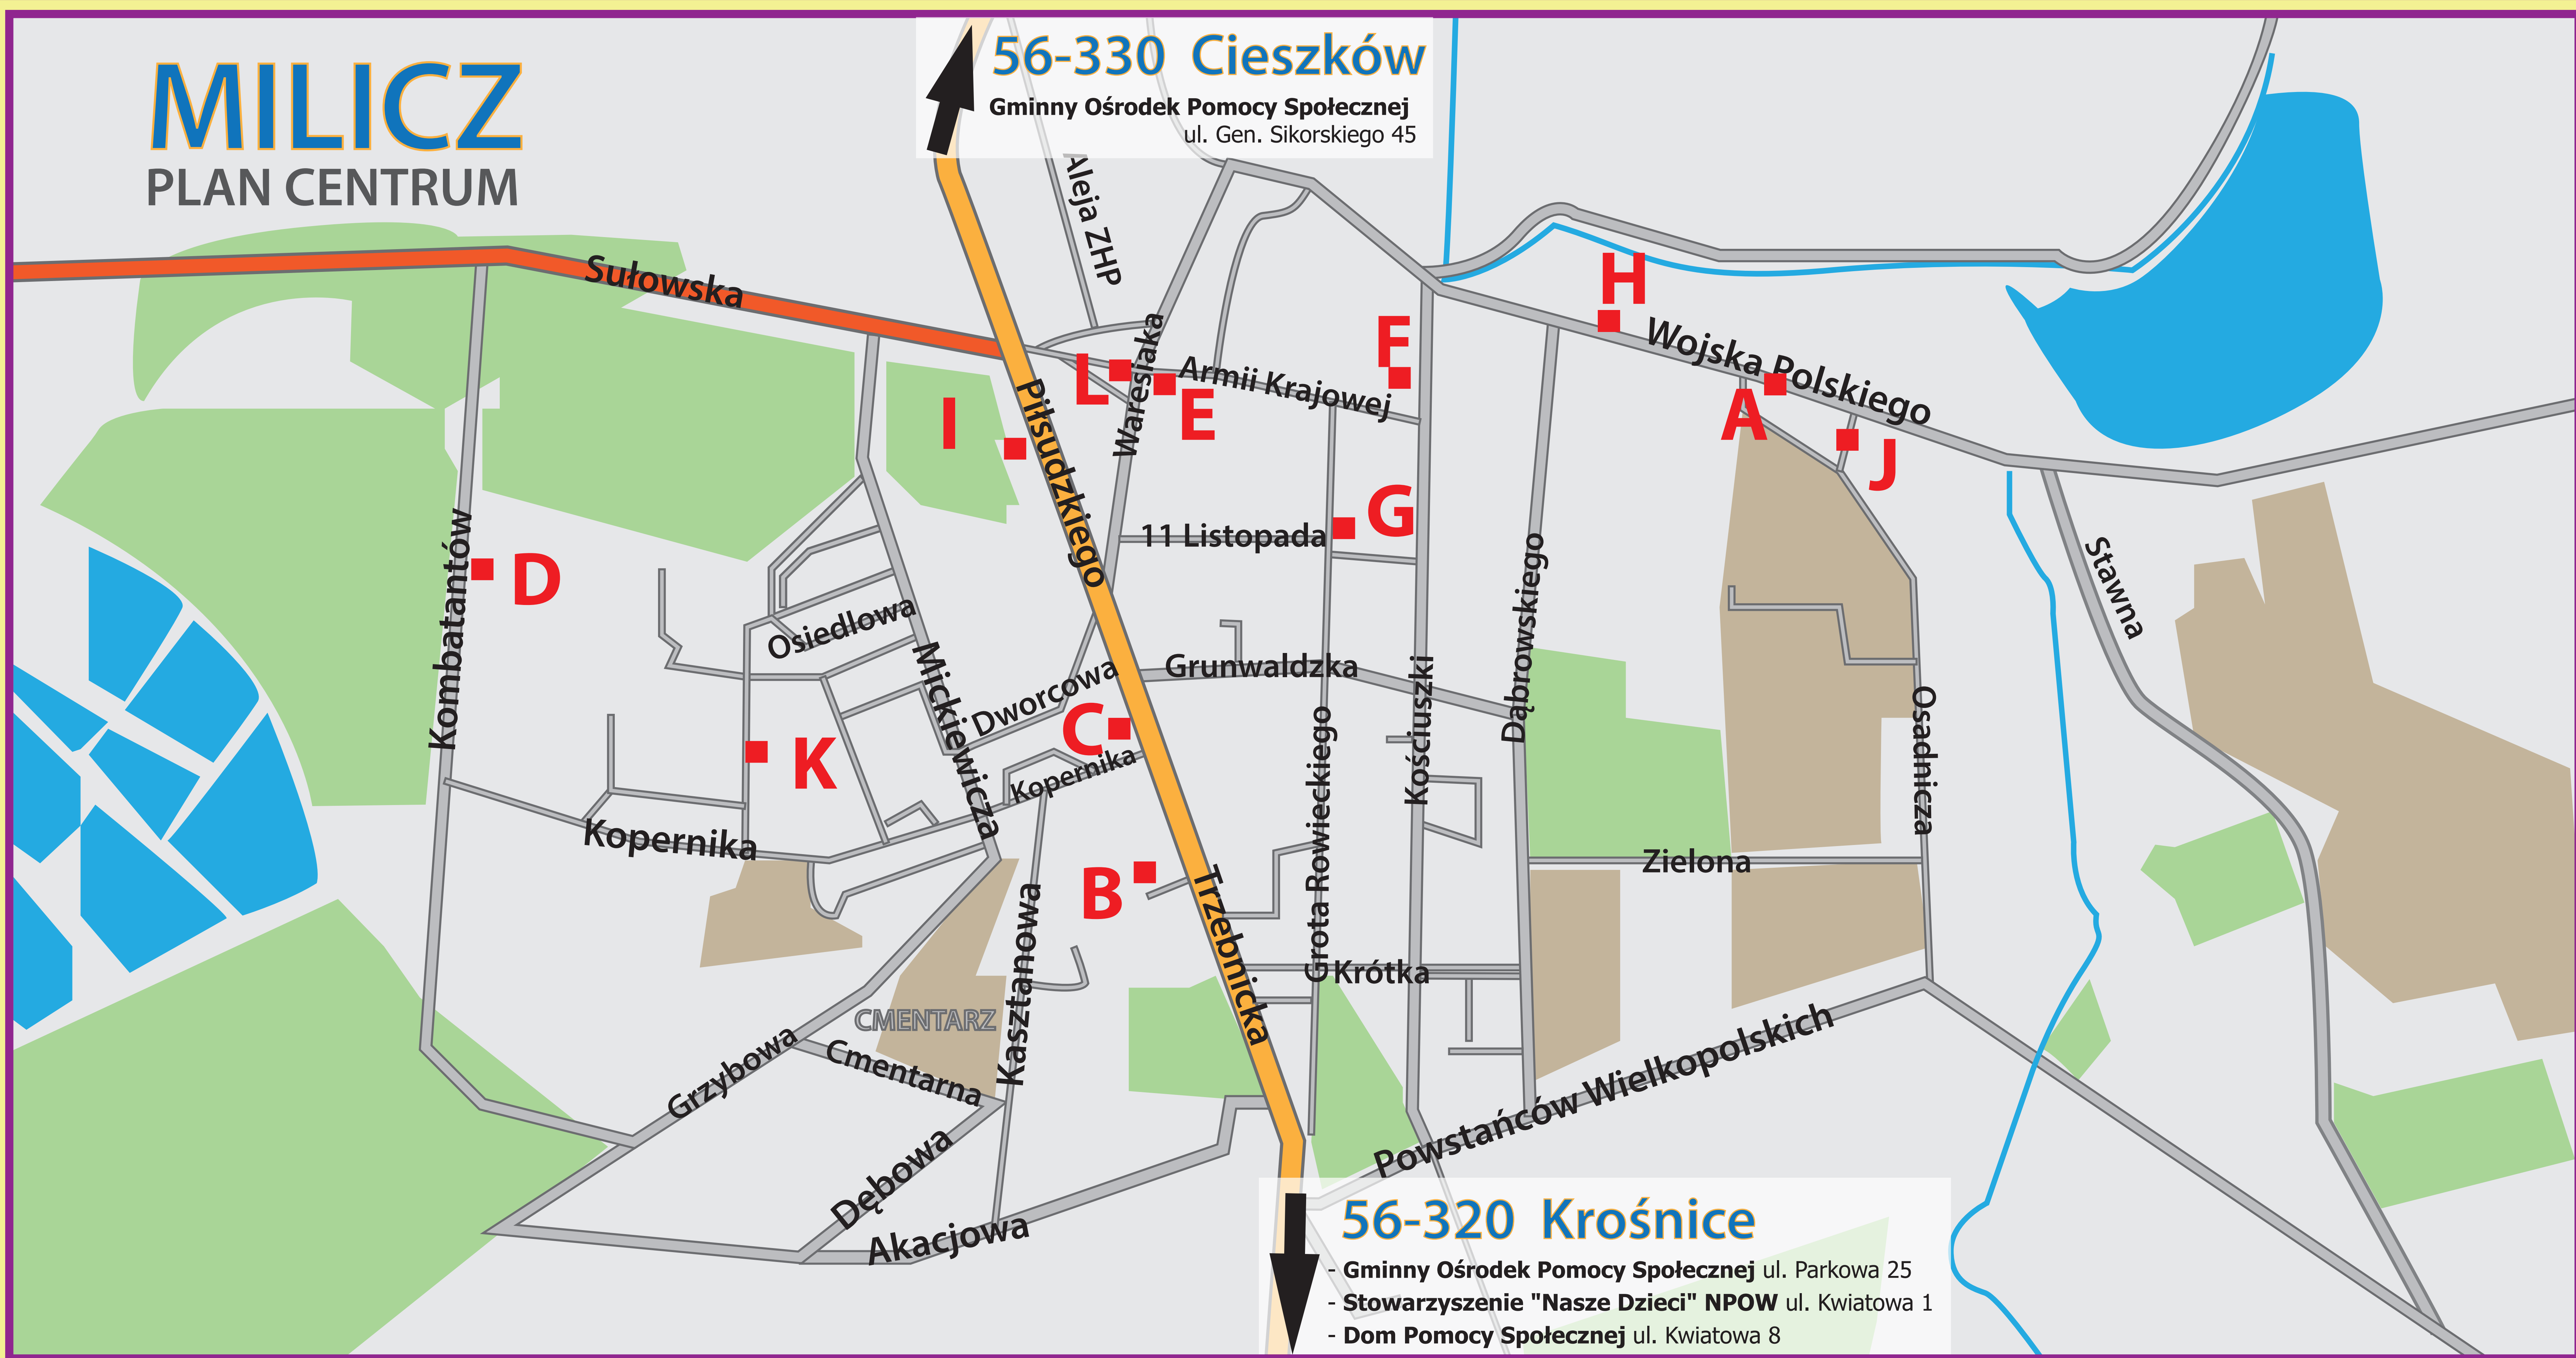 MILICZ
PLAN CENTRUM
56-330 Cieszków
Gminny Ośrodek Pomocy Społecznej
ul. Gen. Sikorskiego 45
Aleja ZHP
Sułowska
H
F
Wojska Polskiego
L
Waresiaka
E
Armii Krajowej
I
Piłsudzkiego
A
J
G
11 Listopada
D
Kombatantów
Osiedlowa
Mickiewicza
Dworcowa
Grunwaldzka
Kościuszki
Dąbrowskiego
Stawna
Osadnicza
C
K
Kopernika
Kopernika
B
Trzebnicka
Grota Rowieckiego
Zielona
Kasztanowa
Krótka
CMENTARZ
Cmentarna
Grzybowa
Powstańców Wielkopolskich
Dębowa
Akacjowa
56-320 Krośnice
- Gminny Ośrodek Pomocy Społecznej ul. Parkowa 25
- Stowarzyszenie "Nasze Dzieci" NPOW ul. Kwiatowa 1
- Dom Pomocy Społecznej ul. Kwiatowa 8